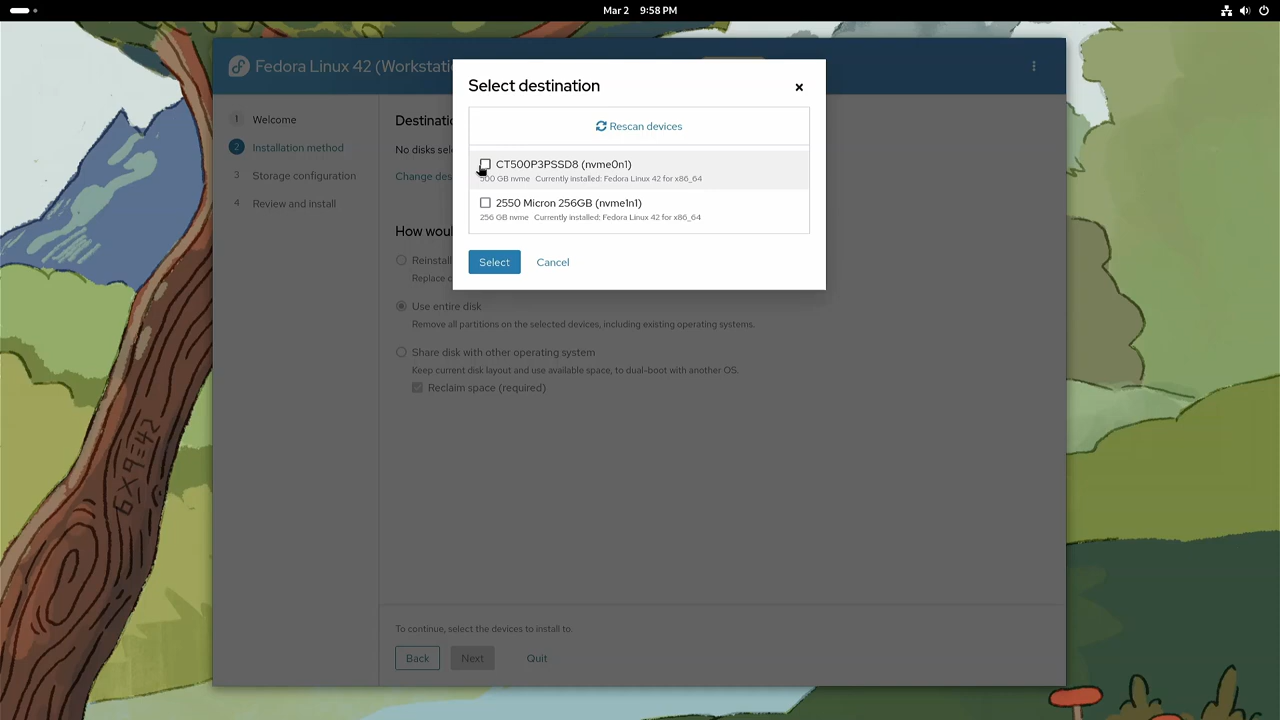 Mar 2 9:58 PM
Fedora Linux 42 (Workstati
Select destination
Rescan devices
CT500P3PSSD8 (nvme0n1)
500 GB nvme Currently installed: Fedora Linux 42 for x86_64
2550 Micron 256GB (nvme1n1)
256 GB nvme Currently installed: Fedora Linux 42 for x86_64
Select Cancel
1 Welcome
2 Installation method
3 Storage configuration
4 Review and install
Destinatio
No disks sel
Change des
How woul
Reinstall
Replace c
Use entire disk
Remove all partitions on the selected devices, including existing operating systems.
Share disk with other operating system
Keep current disk layout and use available space, to dual-boot with another OS.
Reclaim space (required)
To continue, select the devices to install to.
Back Next Quit
6X9=42